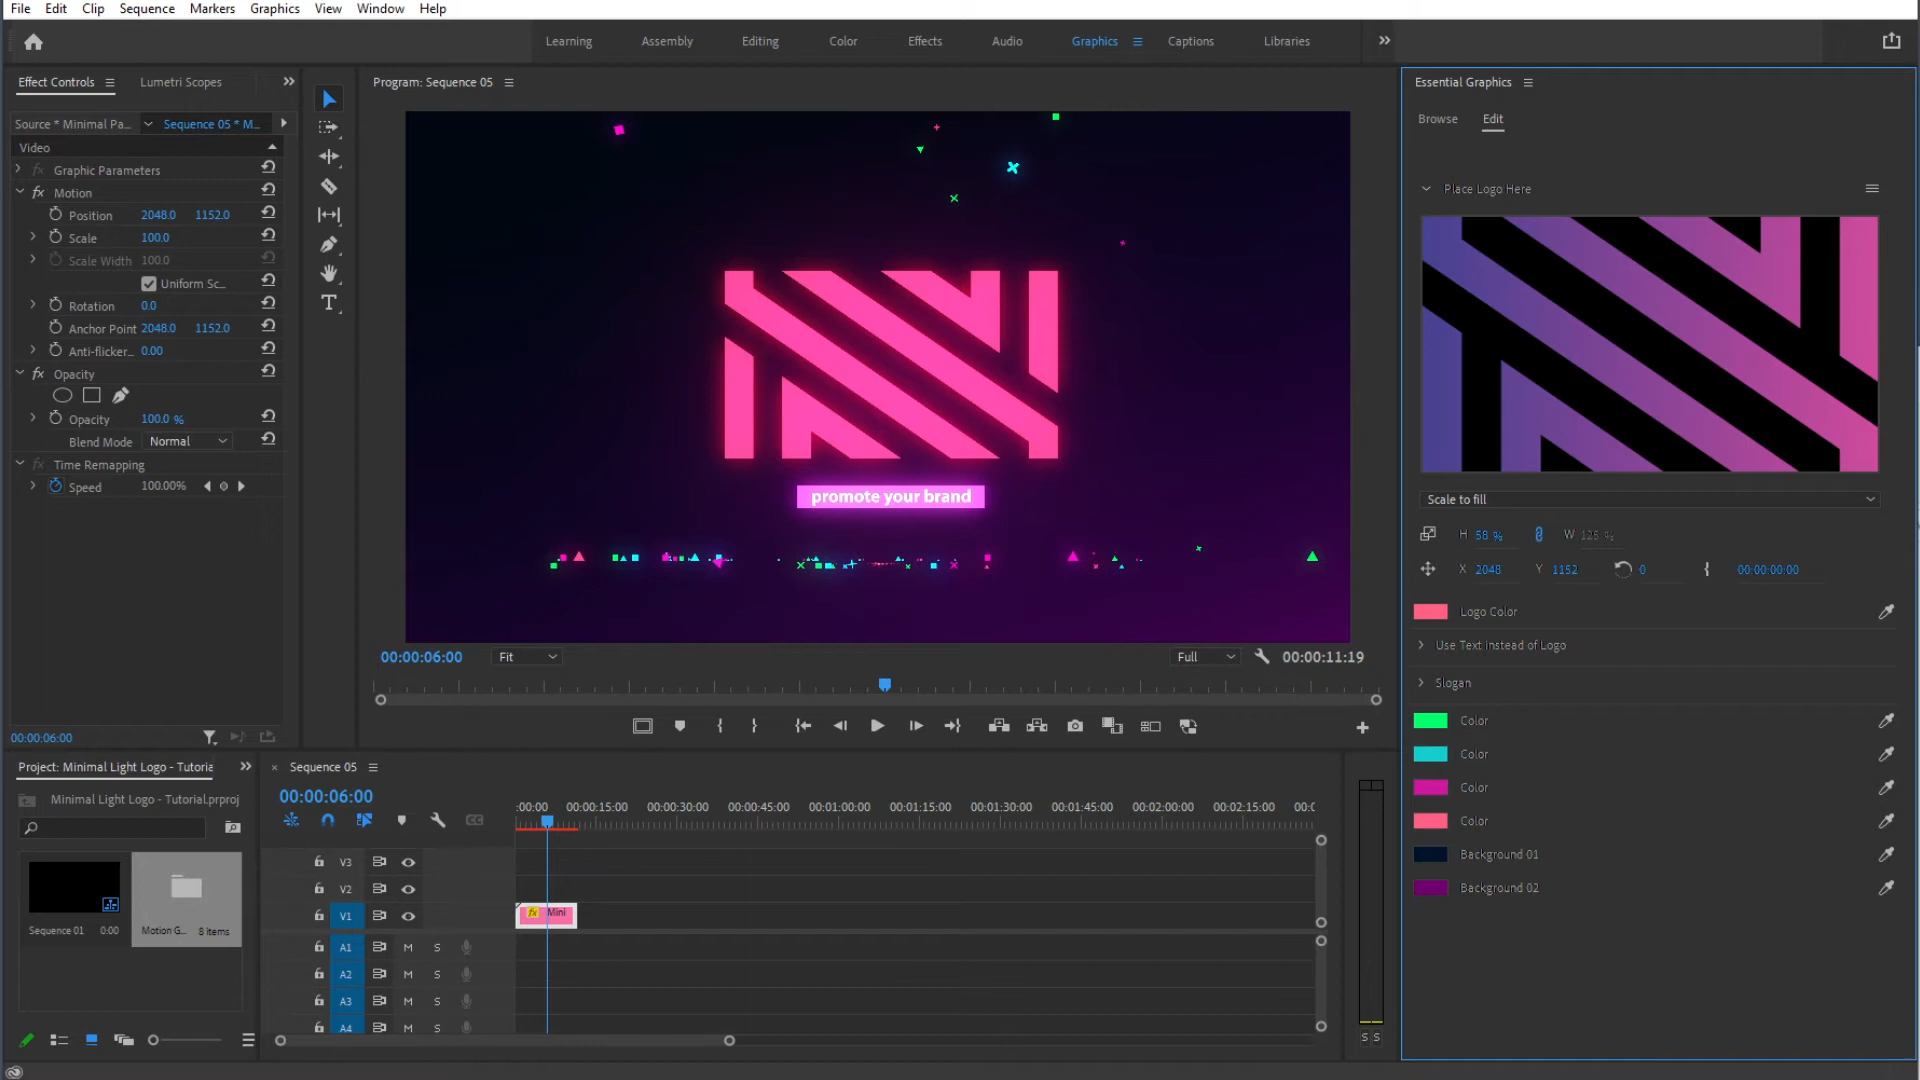 File Edit Clip Sequence Markers Graphics View Window Help
Learning Assembly Editing Color Effects Audio Graphics Captions Libraries
Effect Controls Lumetri Scopes
Source * Minimal Pa... Sequence 05 * M...
Video
fx Graphic Parameters
fx Motion
Position 2048.0 1152.0
Scale 100.0
Scale Width 100.0
Uniform Sc...
Rotation 0.0
Anchor Point 2048.0 1152.0
Anti-flicker... 0.00
fx Opacity
Opacity 100.0 %
Blend Mode Normal
fx Time Remapping
Speed 100.00%
00:00:06:00
T
Program: Sequence 05
promote your brand
00:00:06:00 Fit Full 00:00:11:19
Essential Graphics
Browse Edit
Place Logo Here
Scale to fill
H 58 % W 125 %
X 2048 Y 1152 0 00:00:00:00
Logo Color
Use Text instead of Logo
Slogan
Color
Color
Color
Color
Background 01
Background 02
Project: Minimal Light Logo - Tutoria
Minimal Light Logo - Tutorial.prproj
Sequence 01 0:00
Motion G... 8 items
× Sequence 05
00:00:06:00
:00:00 00:00:15:00 00:00:30:00 00:00:45:00 00:01:00:00 00:01:15:00 00:01:30:00 00:01:45:00 00:02:00:00 00:02:15:00 00:0
V3
V2
V1 fx Mini
A1 M S
A2 M S
A3 M S
A4 M S
S S